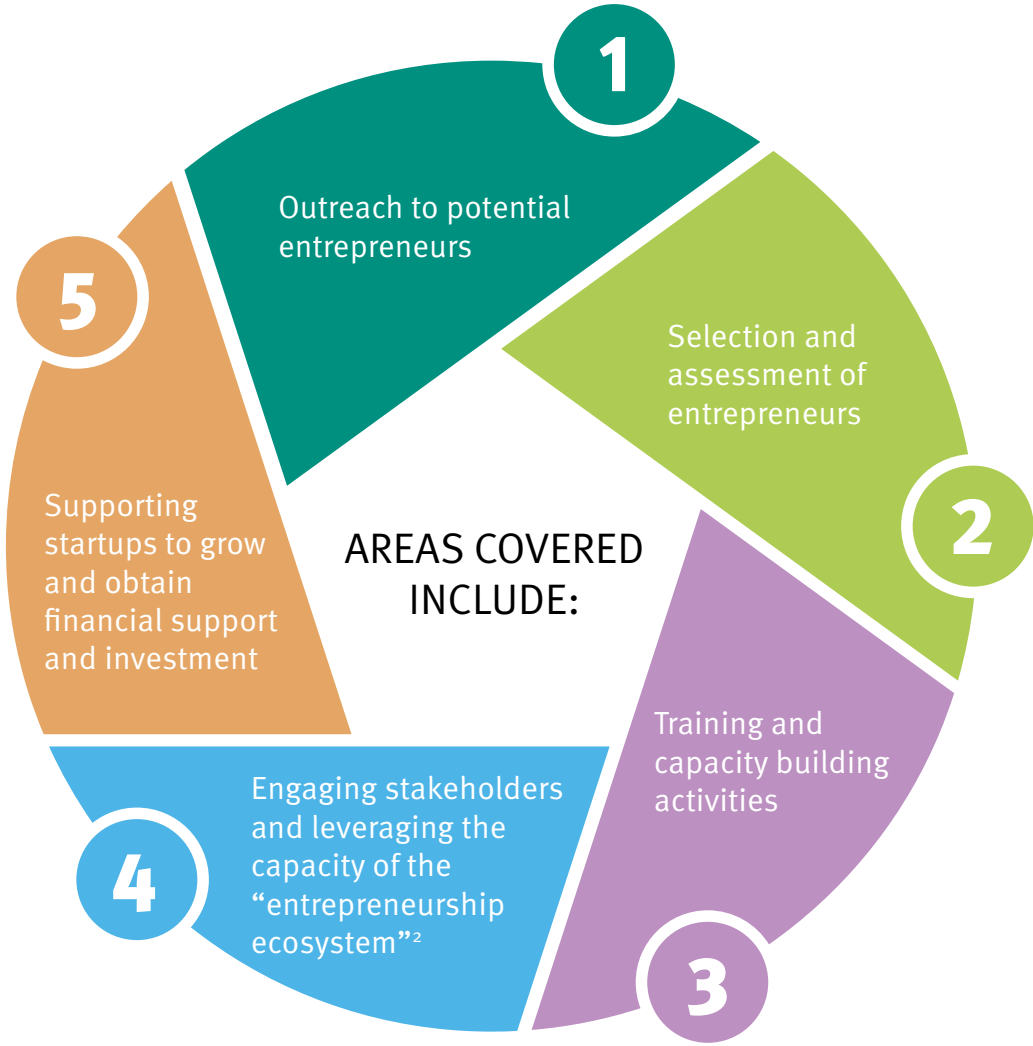 AREAS COVERED
INCLUDE:
1
Outreach to potential
entrepreneurs
2
Selection and
assessment of
entrepreneurs
3
Training and
capacity building
activities
4
Engaging stakeholders
and leveraging the
capacity of the
“entrepreneurship
ecosystem”²
5
Supporting
startups to grow
and obtain
financial support
and investment